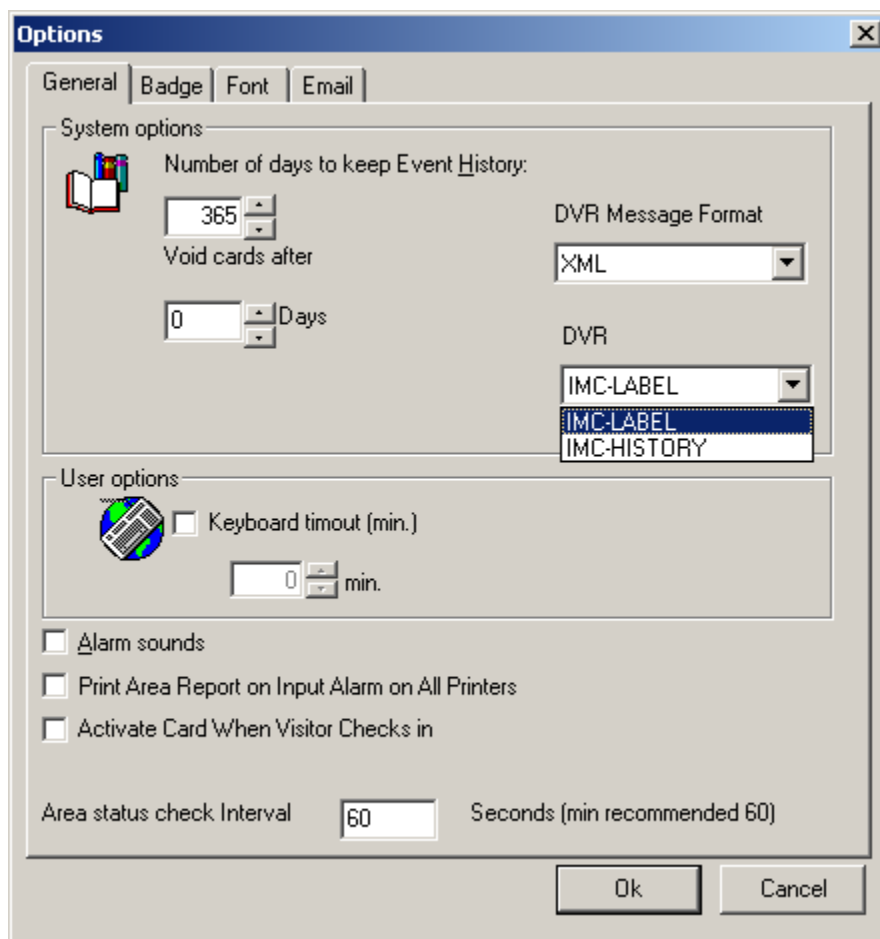 Options
General
Badge
Font
Email
System options
Number of days to keep Event History:
365
DVR Message Format
Void cards after
XML
0 Days
DVR
IMC-LABEL
IMC-LABEL
IMC-HISTORY
User options
Keyboard timout (min.)
0 min.
Alarm sounds
Print Area Report on Input Alarm on All Printers
Activate Card When Visitor Checks in
Area status check Interval 60 Seconds (min recommended 60)
Ok
Cancel